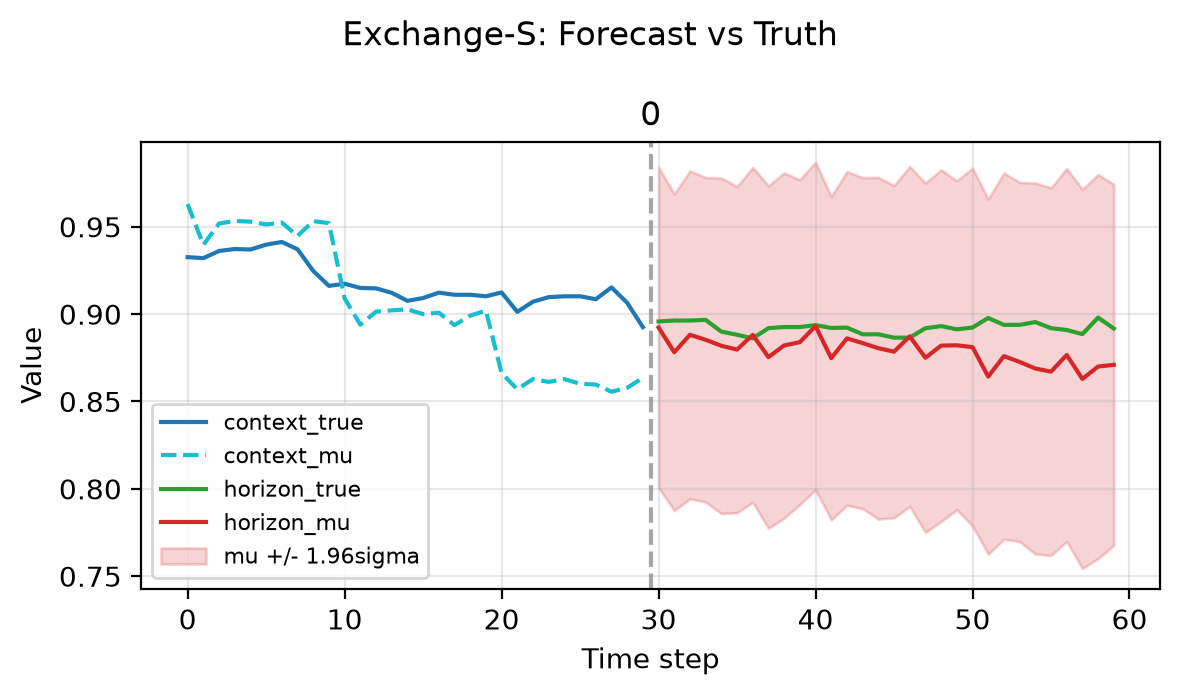 Exchange-S: Forecast vs Truth
0
Value
0.95
0.90
0.85
0.80
0.75
context_true
context_mu
horizon_true
horizon_mu
mu +/- 1.96sigma
0 10 20 30 40 50 60
Time step